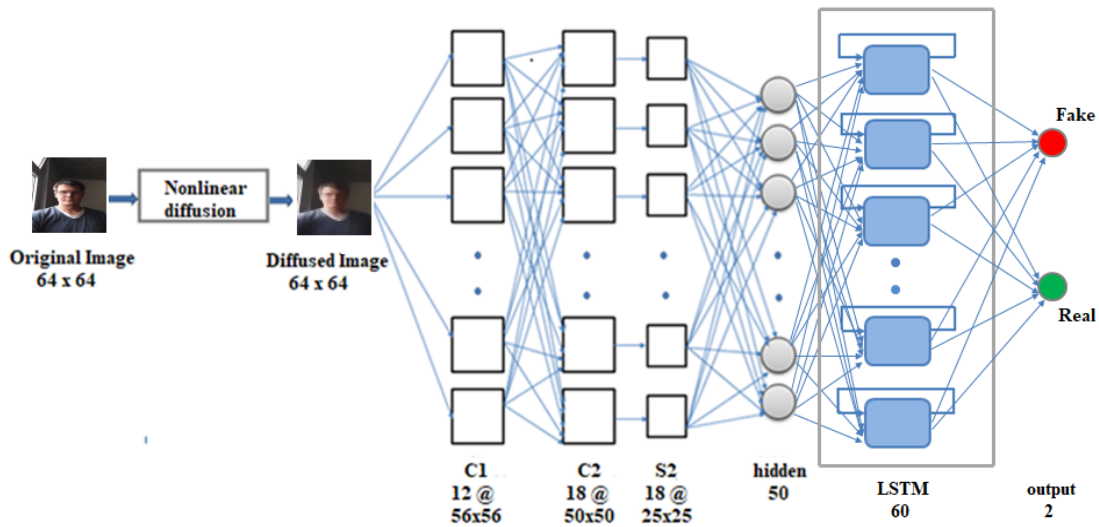 Original Image
64 x 64
Nonlinear
diffusion
Diffused Image
64 x 64
C1
12 @
56x56
C2
18 @
50x50
S2
18 @
25x25
hidden
50
LSTM
60
Fake
Real
output
2